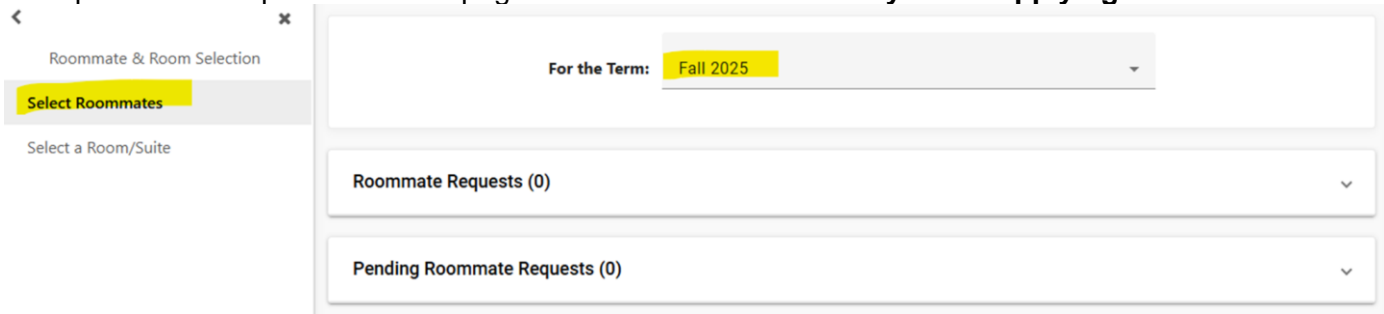 Roommate & Room Selection
Select Roommates
Select a Room/Suite
For the Term: Fall 2025
Roommate Requests (0)
Pending Roommate Requests (0)